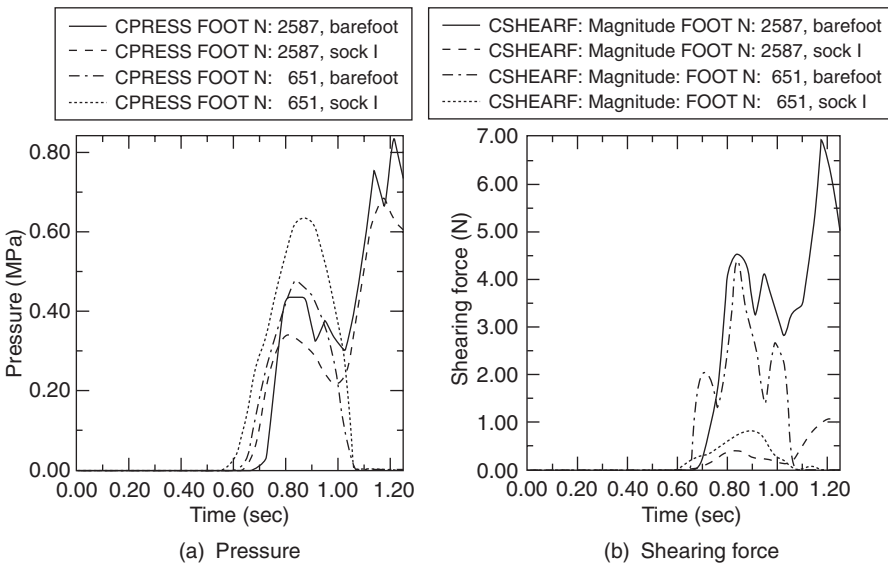 CPRESS FOOT N: 2587, barefoot
CPRESS FOOT N: 2587, sock I
CPRESS FOOT N: 651, barefoot
CPRESS FOOT N: 651, sock I
0.80
0.60
0.40
0.20
0.00
Pressure (MPa)
0.00 0.20 0.40 0.60 0.80 1.00 1.20
Time (sec)
(a) Pressure
CSHEARF: Magnitude FOOT N: 2587, barefoot
CSHEARF: Magnitude FOOT N: 2587, sock I
CSHEARF: Magnitude: FOOT N: 651, barefoot
CSHEARF: Magnitude: FOOT N: 651, sock I
7.00
6.00
5.00
4.00
3.00
2.00
1.00
0.00
Shearing force (N)
0.00 0.20 0.40 0.60 0.80 1.00 1.20
Time (sec)
(b) Shearing force